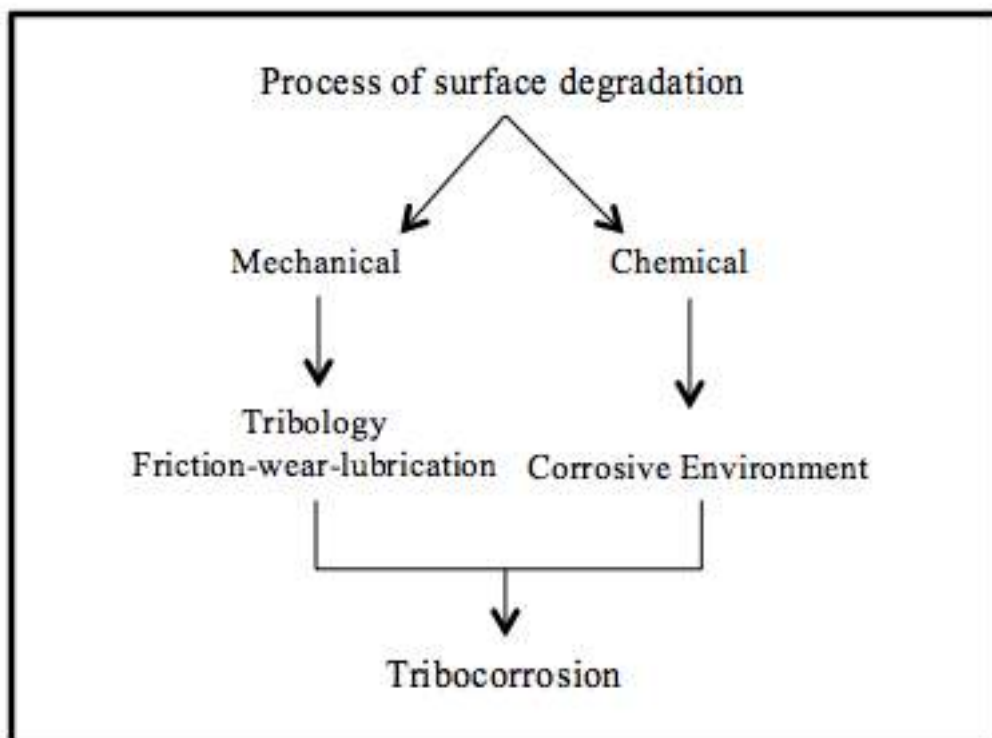 Process of surface degradation
Mechanical
Chemical
Tribology
Friction-wear-lubrication
Corrosive Environment
Tribocorrosion